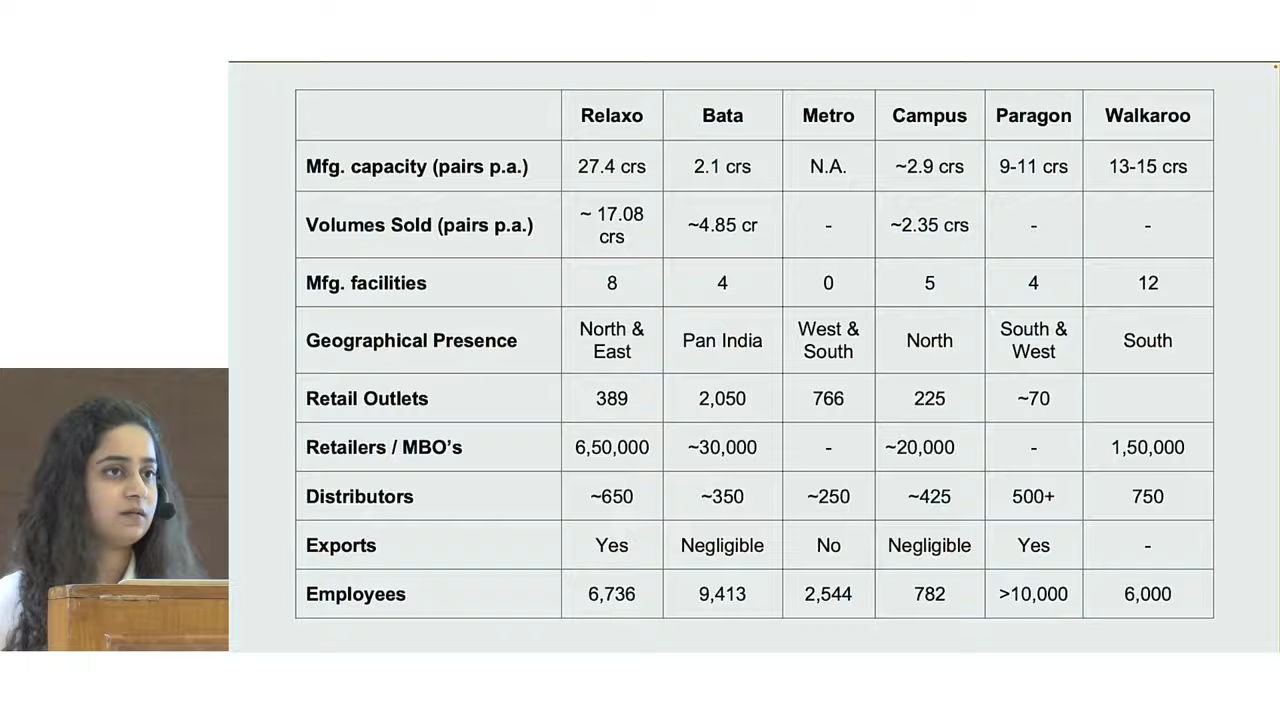 Relaxo Bata Metro Campus Paragon Walkaroo
Mfg. capacity (pairs p.a.) 27.4 crs 2.1 crs N.A. ~2.9 crs 9-11 crs 13-15 crs
Volumes Sold (pairs p.a.) ~ 17.08 crs ~4.85 cr - ~2.35 crs - -
Mfg. facilities 8 4 0 5 4 12
Geographical Presence North & East Pan India West & South North South & West South
Retail Outlets 389 2,050 766 225 ~70
Retailers / MBO’s 6,50,000 ~30,000 - ~20,000 - 1,50,000
Distributors ~650 ~350 ~250 ~425 500+ 750
Exports Yes Negligible No Negligible Yes -
Employees 6,736 9,413 2,544 782 >10,000 6,000